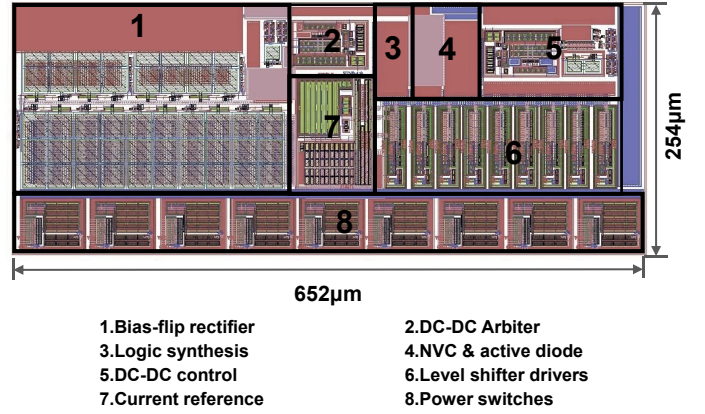 1
2
3
4
5
7
6
8
254μm
652μm
1.Bias-flip rectifier
2.DC-DC Arbiter
3.Logic synthesis
4.NVC & active diode
5.DC-DC control
6.Level shifter drivers
7.Current reference
8.Power switches